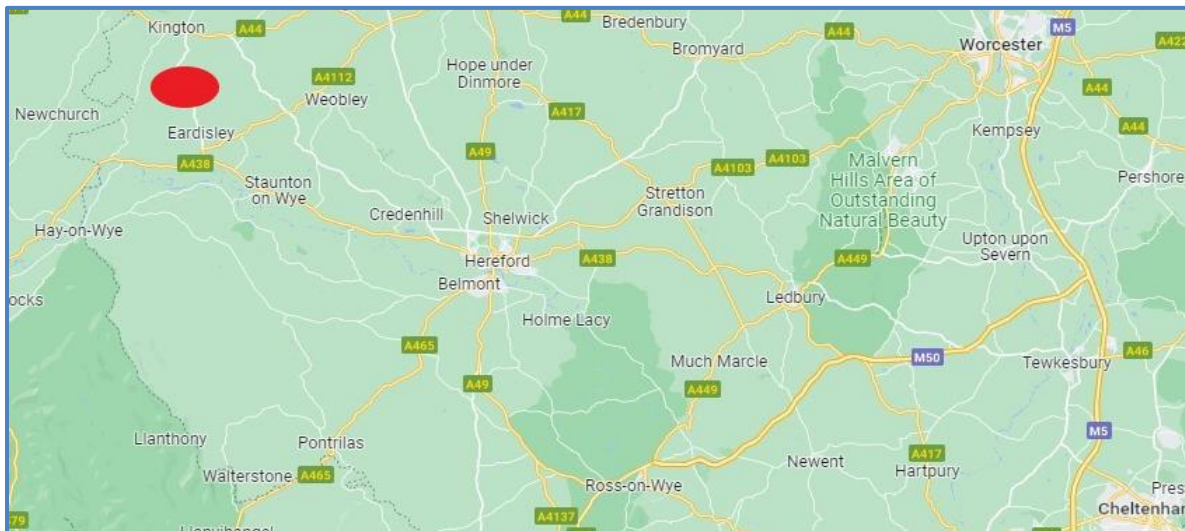 A44
Bredenbury
M5
Kington
A44
A44
Worcester
A422
Bromyard
Hope under
Dinmore
A4112
A44
Weobley
Newchurch
A417
Kempsey
A44
Eardisley
A49
A4103
A4103
A438
Malvern
Hills Area of
Outstanding
Natural Beauty
Pershore
Staunton
on Wye
Stretton
Grandison
Credenhill
Shelwick
Hay-on-Wye
Upton upon
Severn
Hereford
A438
A449
Belmont
Ledbury
ocks
Holme Lacy
A465
Much Marcle
M50
A46
Tewkesbury
A49
A449
Llanthony
Pontrilas
M5
A417
Newent
Hartpury
Walterstone
A465
Ross-on-Wye
Pres
Cheltenhar
A4137
A44